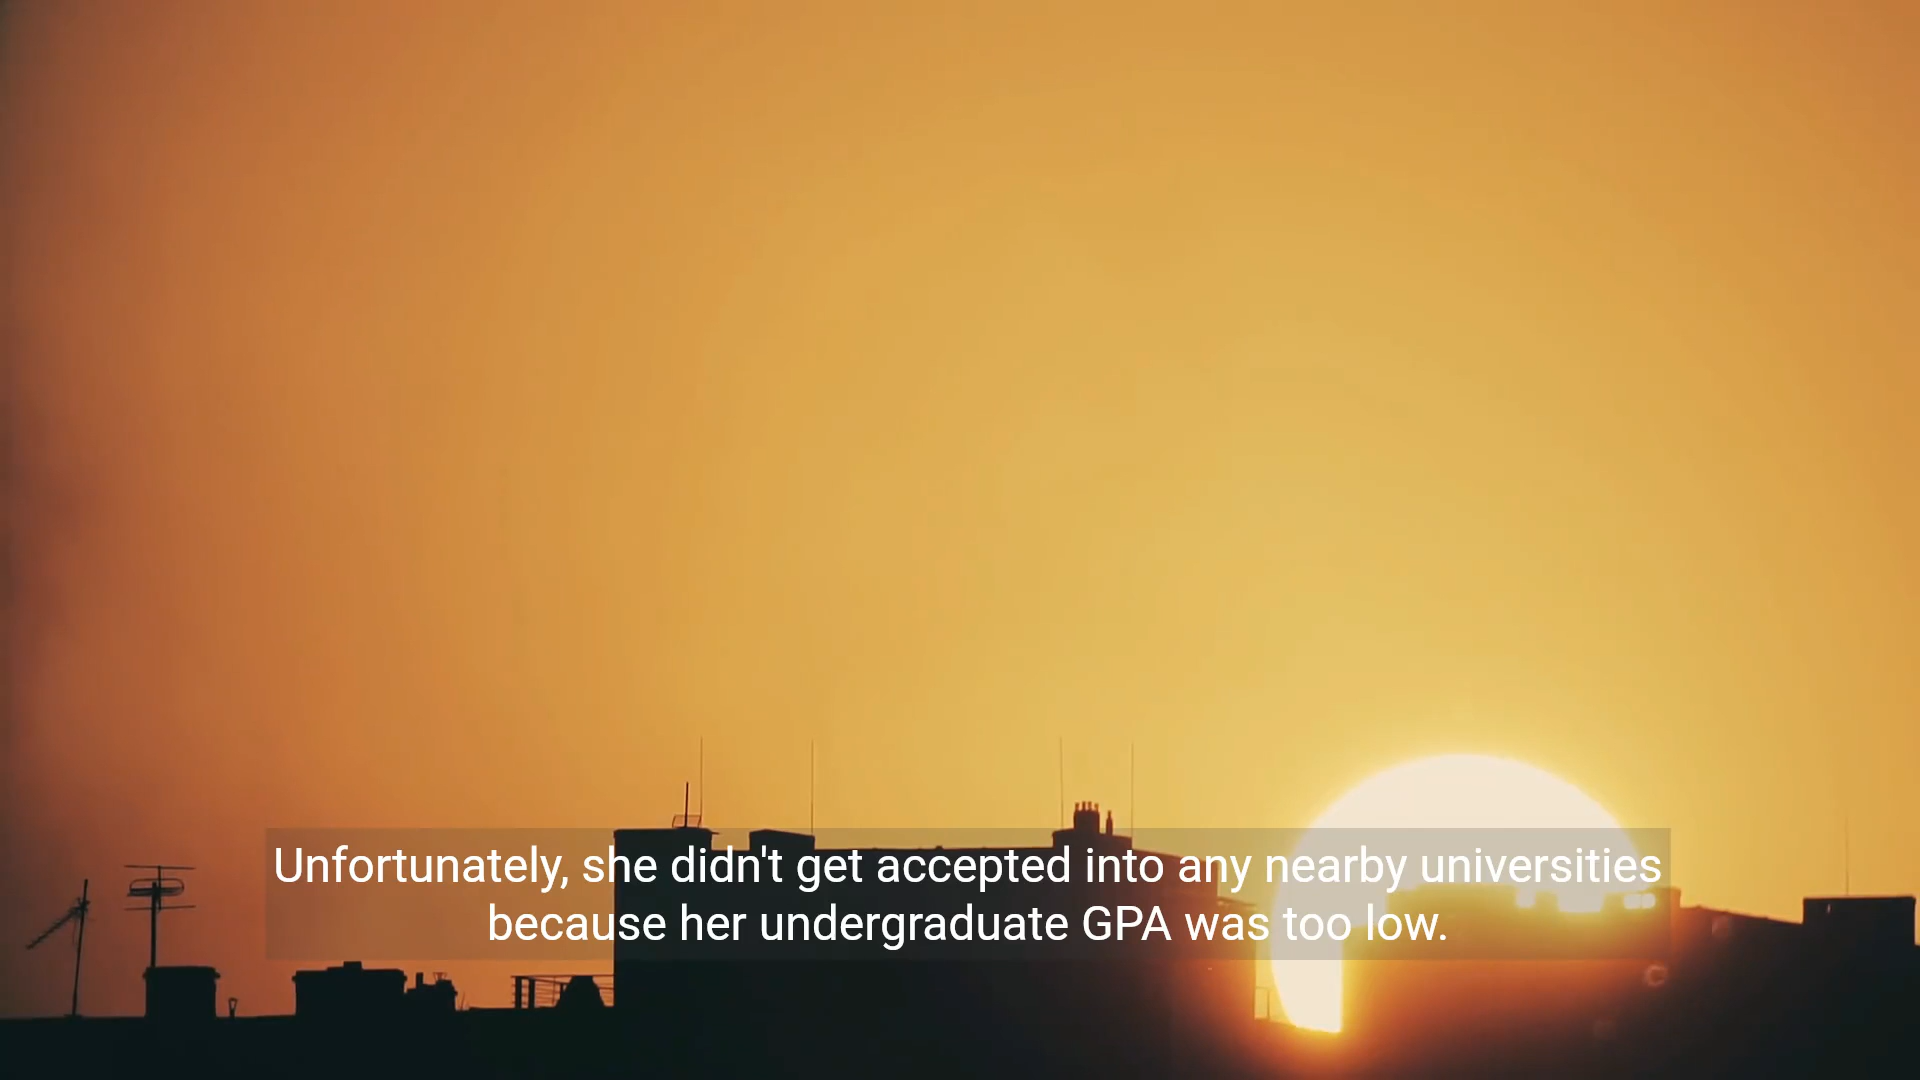 Unfortunately, she didn't get accepted into any nearby universities
because her undergraduate GPA was too low.